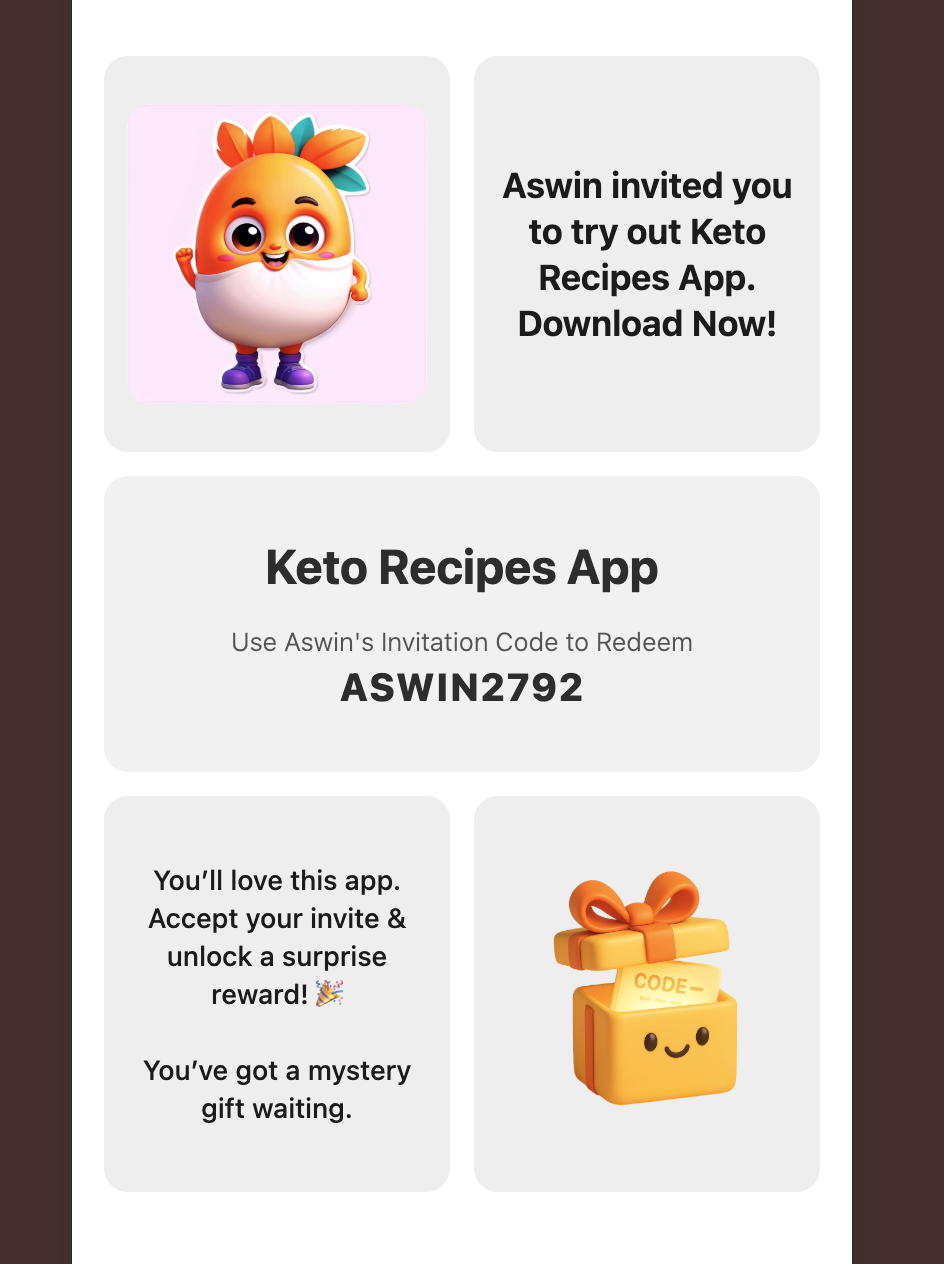 Aswin invited you
to try out Keto
Recipes App.
Download Now!
Keto Recipes App
Use Aswin's Invitation Code to Redeem
ASWIN2792
You’ll love this app.
Accept your invite &
unlock a surprise
reward! 🎉
You’ve got a mystery
gift waiting.
CODE–